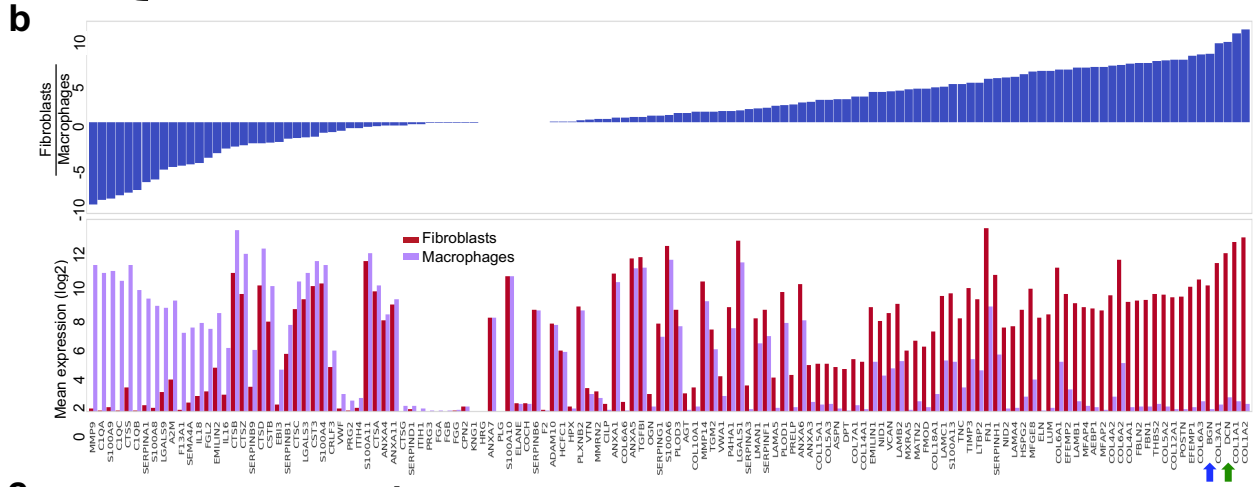 b
10
5
0
-5
-10
Fibroblasts
Macrophages
Fibroblasts
Macrophages
12
10
8
6
4
2
0
Mean expression (log2)
MMP9
C1QA
S100A9
C1QC
CTSS
C1QB
SERPINA1
S100A8
LGALS9
A2M
F13A1
SEMA4A
IL18
FGL2
EMILIN2
IL16
CTSB
CTSZ
SERPINB9
CTSD
CSTB
EBI3
SERPINB1
CTSC
LGALS3
CST3
S100A4
CRLF3
VWF
PRG2
ITIH4
S100A11
CTSA
ANXA4
ANXA11
CTSG
SERPIND1
ITIH1
PRG3
FGA
FGB
FGG
CPN2
KNG1
HRG
ANXA7
PLG
S100A10
ELANE
COCH
SERPINB6
F2
ADAM10
HCFC1
HPX
PLXNB2
VTN
MMRN2
ANXA1
COL6A6
ANXA2
TGFBI
OGN
SERPING1
S100A6
PLOD3
AGT
COL10A1
MMP14
TGM2
VWA1
P4HA1
LGALS1
SERPINA3
LMAN1
SERPINF1
LAMA5
PLOD1
PRELP
ANXA5
ANXA3
COL15A1
COL5A3
ASPN
DPT
COL7A1
COL14A1
EMILIN1
NID1
VCAN
LAMB2
MXRA5
MATN2
FMOD
COL18A1
LAMC1
S100A13
TNC
TIMP3
LTBP2
FN1
SERPINH1
NID2
LAMA4
HSPG2
MFGE8
ELN
LUM
COL6A1
EFEMP2
LAMB1
MFAP4
AEBP1
MFAP2
COL4A2
COL6A2
COL4A1
FBLN2
FBN1
THBS2
COL5A2
COL12A1
POSTN
EFEMP1
COL6A3
BGN
COL3A1
DCN
COL1A1
COL1A2